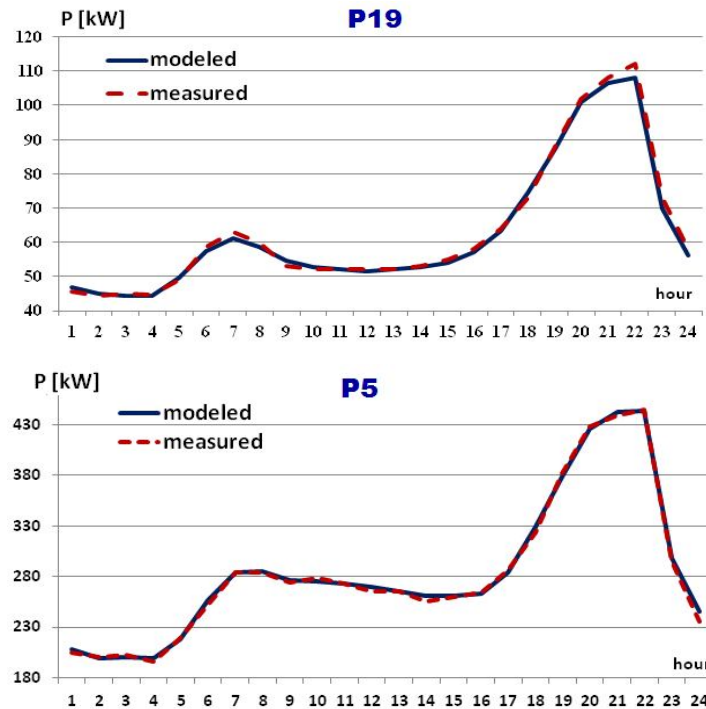 P [kW]
P19
120
modeled
110
measured
100
90
80
70
60
50
40
hour
1 2 3 4 5 6 7 8 9 10 11 12 13 14 15 16 17 18 19 20 21 22 23 24
P [kW]
P5
430
modeled
measured
380
330
280
230
180
hour
1 2 3 4 5 6 7 8 9 10 11 12 13 14 15 16 17 18 19 20 21 22 23 24